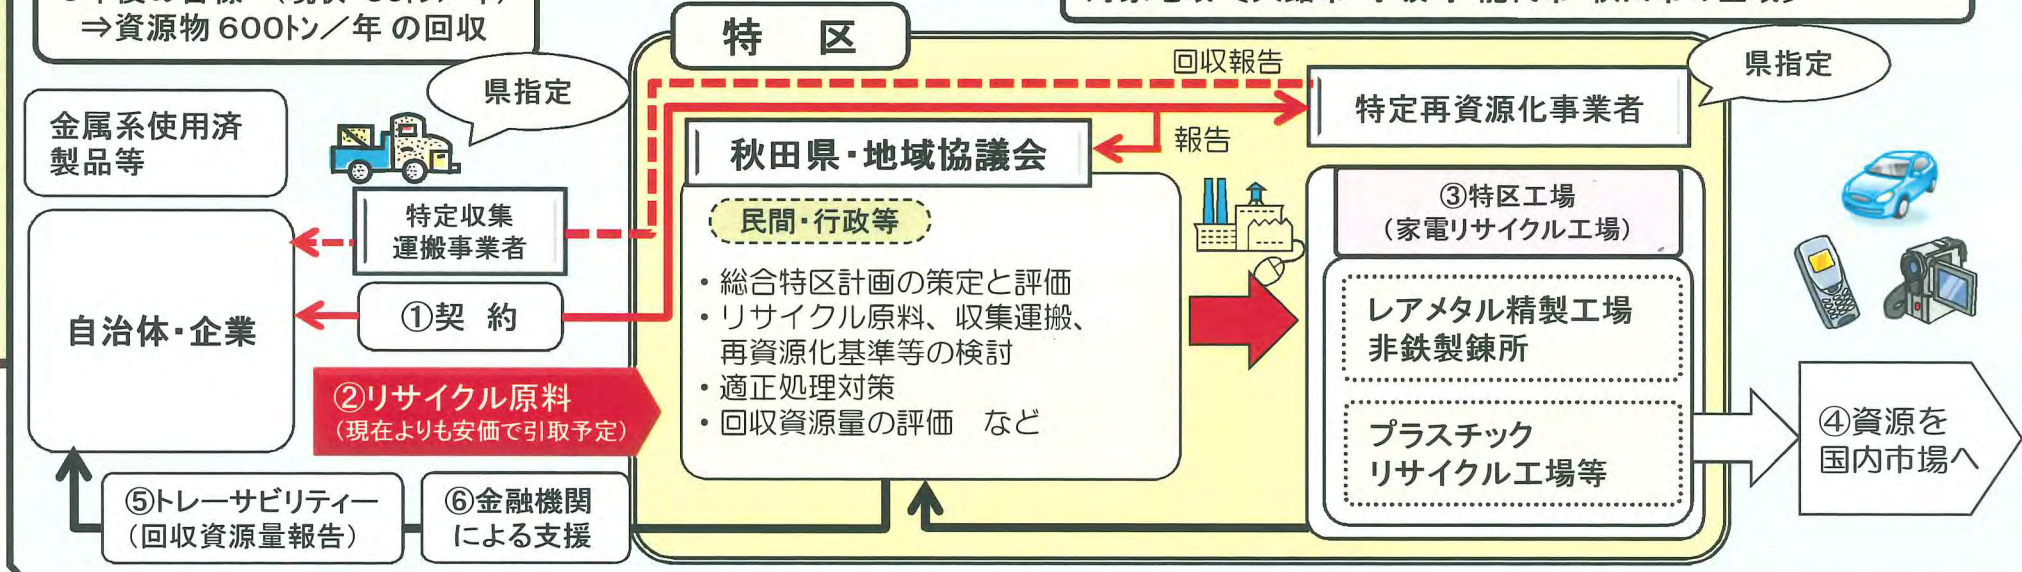 ⇒資源物 600トン/年 の回収
特 区
県指定
回収報告
県指定
金属系使用済
製品等
特定再資源化事業者
報告
秋田県・地域協議会
特定収集
運搬事業者
民間・行政等
③特区工場
(家電リサイクル工場)
・総合特区計画の策定と評価
・リサイクル原料、収集運搬、
再資源化基準等の検討
・適正処理対策
・回収資源量の評価 など
自治体・企業
①契 約
レアメタル精製工場
非鉄製錬所
②リサイクル原料
(現在よりも安価で引取予定)
プラスチック
リサイクル工場等
④資源を
国内市場へ
⑤トレーサビリティー
(回収資源量報告)
⑥金融機関
による支援